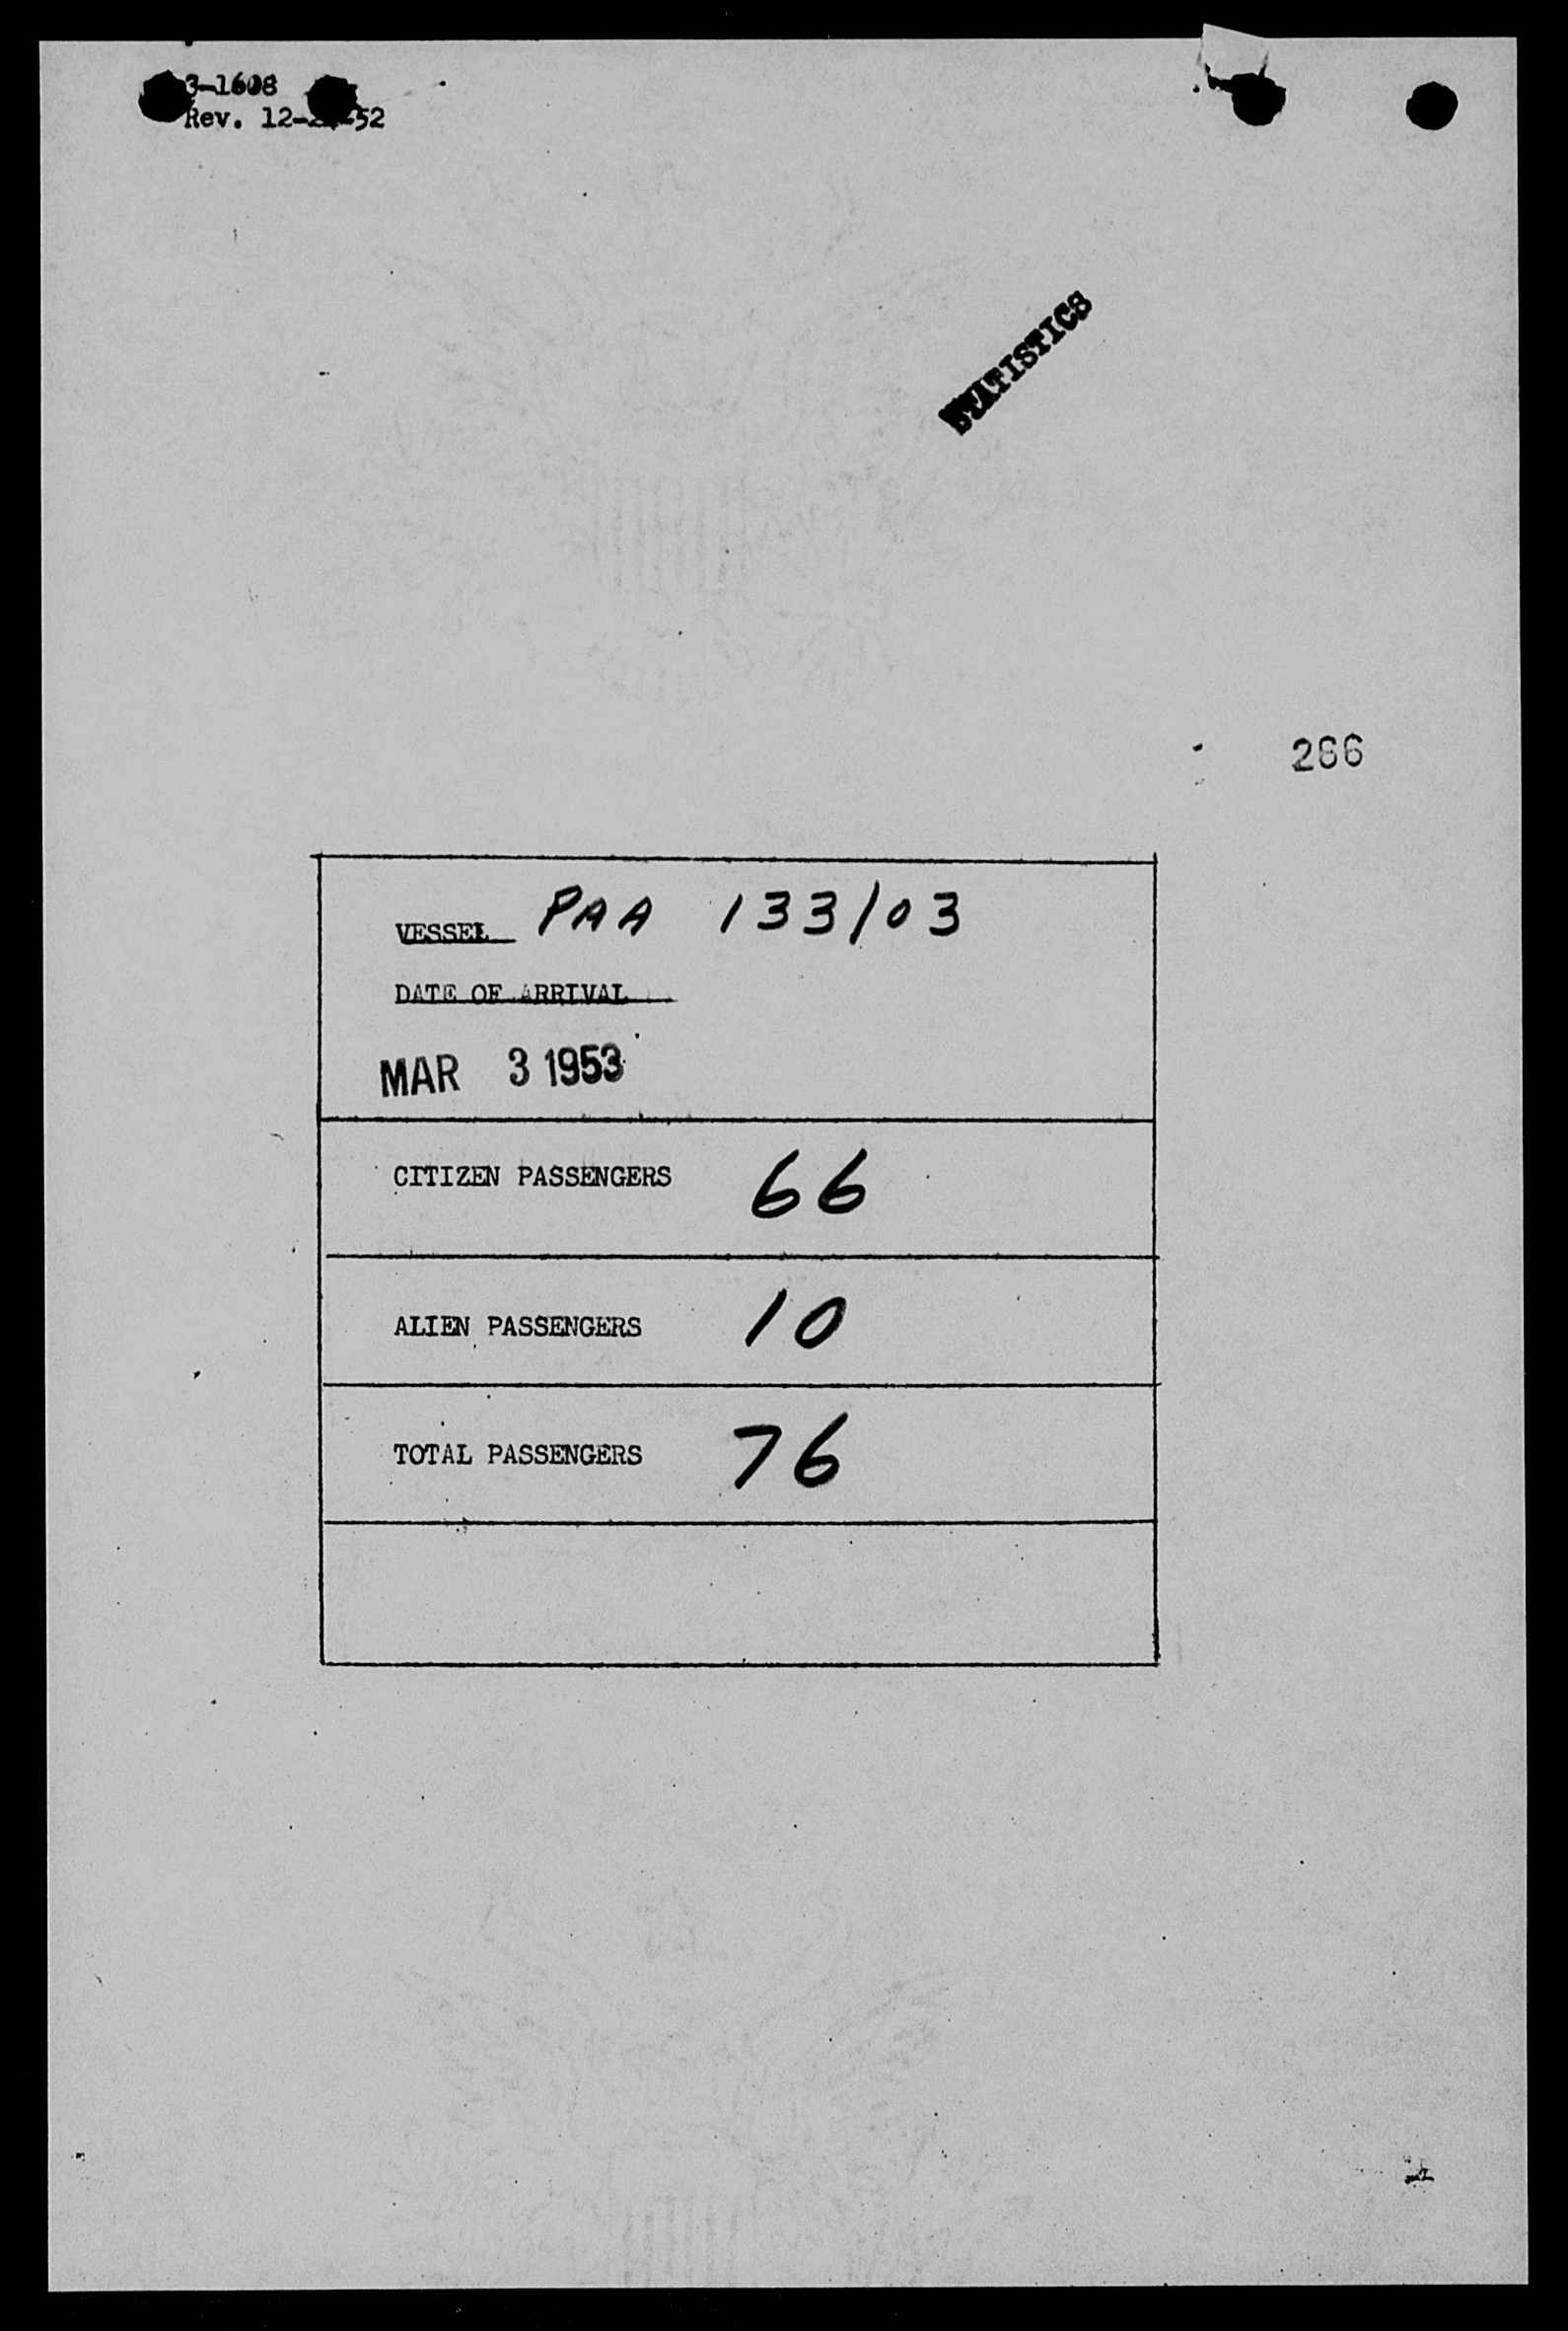 3-1608
Rev. 12- -52
STATISTICS
266
VESSEL PAA 133/03
DATE OF ARRIVAL
MAR 3 1953
CITIZEN PASSENGERS 66
ALIEN PASSENGERS 10
TOTAL PASSENGERS 76